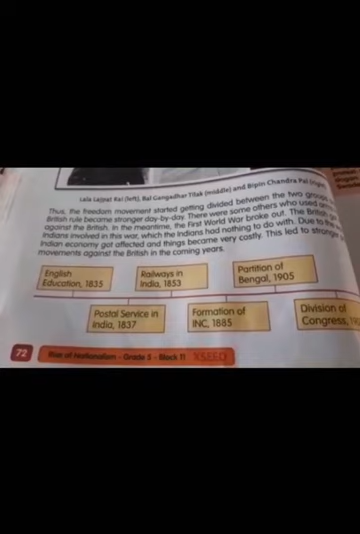 Lala Lajpat Rai (left), Bal Gangadhar Tilak (middle) and Bipin Chandra Pal (right)
Thus, the freedom movement started getting divided between the two groups
British rule became stronger day-by-day. There were some others who used
against the British. In the meantime, the First World War broke out. The British
Indians involved in this war, which the Indians had nothing to do with. Due to the
Indian economy got affected and things became very costly. This led to stronger
movements against the British in the coming years.
English
Education, 1835
Railways in
India, 1853
Partition of
Bengal, 1905
Postal Service in
India, 1837
Formation of
INC, 1885
Division of
Congress,
72
Rise of Nationalism - Grade 5 - Block 11 XSEED